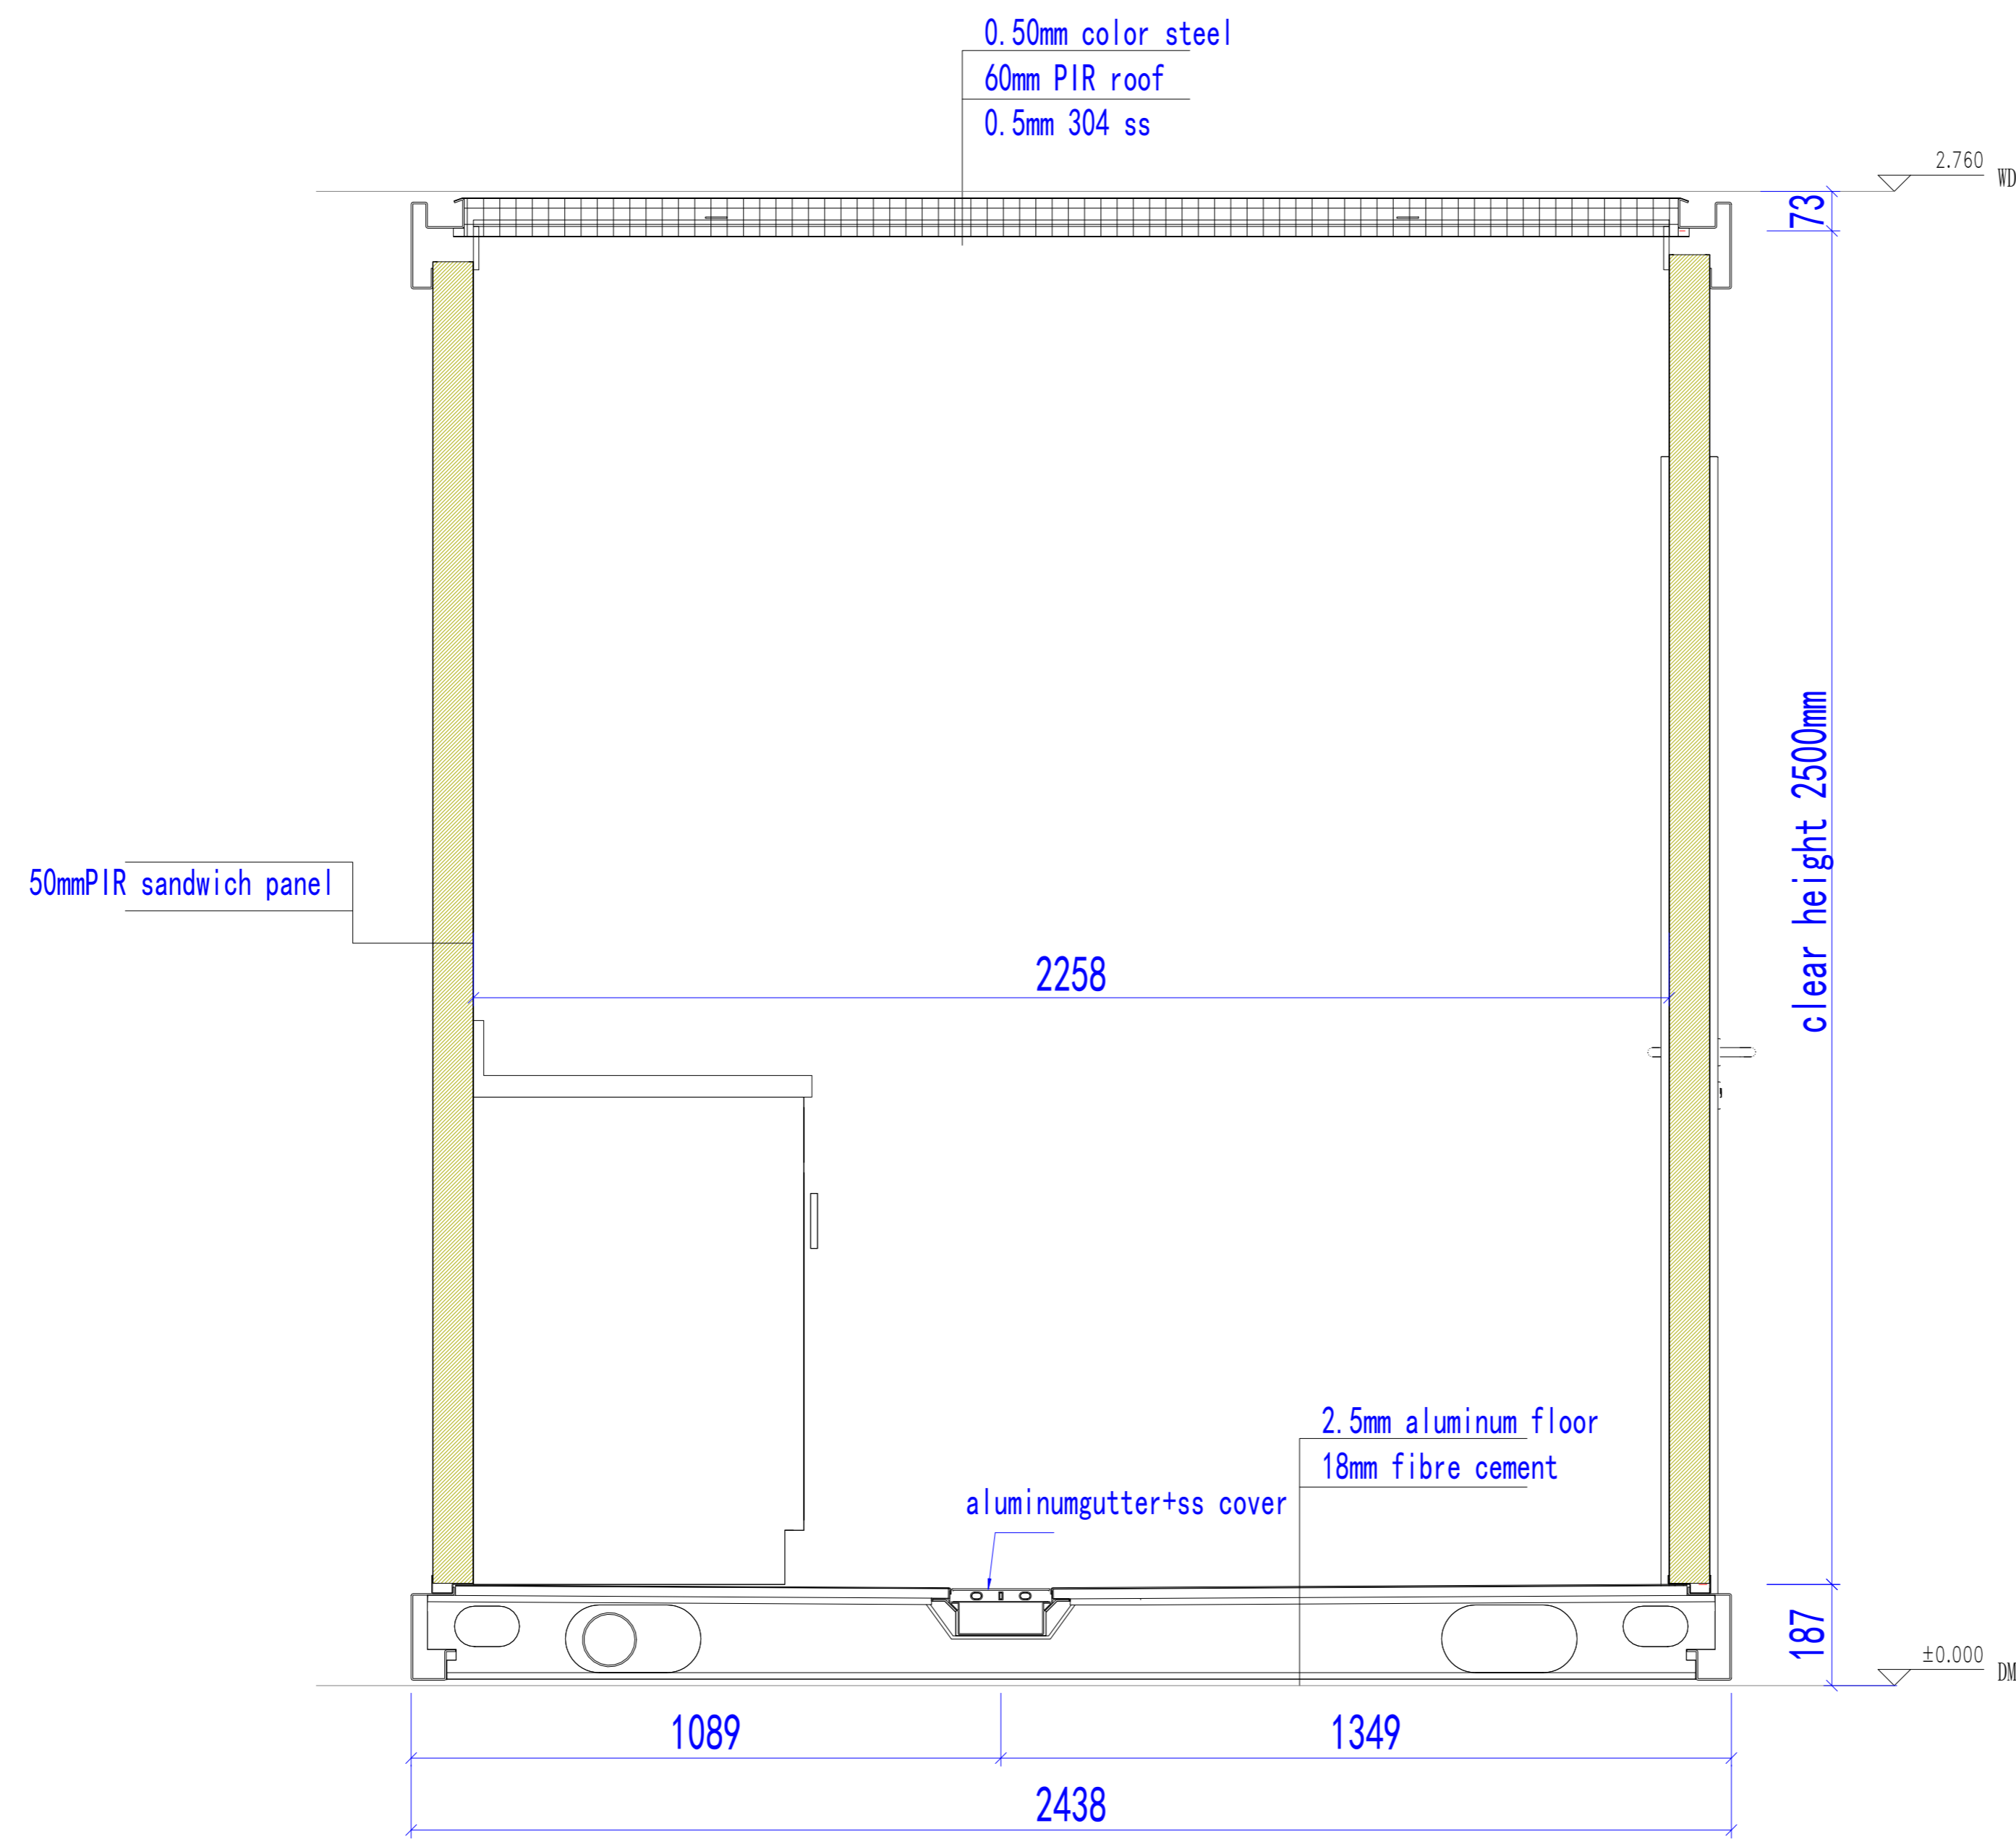 0.50mm color steel
60mm PIR roof
0.5mm 304 ss
2.760
WD
73
clear height 2500mm
50mmPIR sandwich panel
2258
2.5mm aluminum floor
18mm fibre cement
aluminumgutter+ss cover
187
±0.000
DM
1089
1349
2438